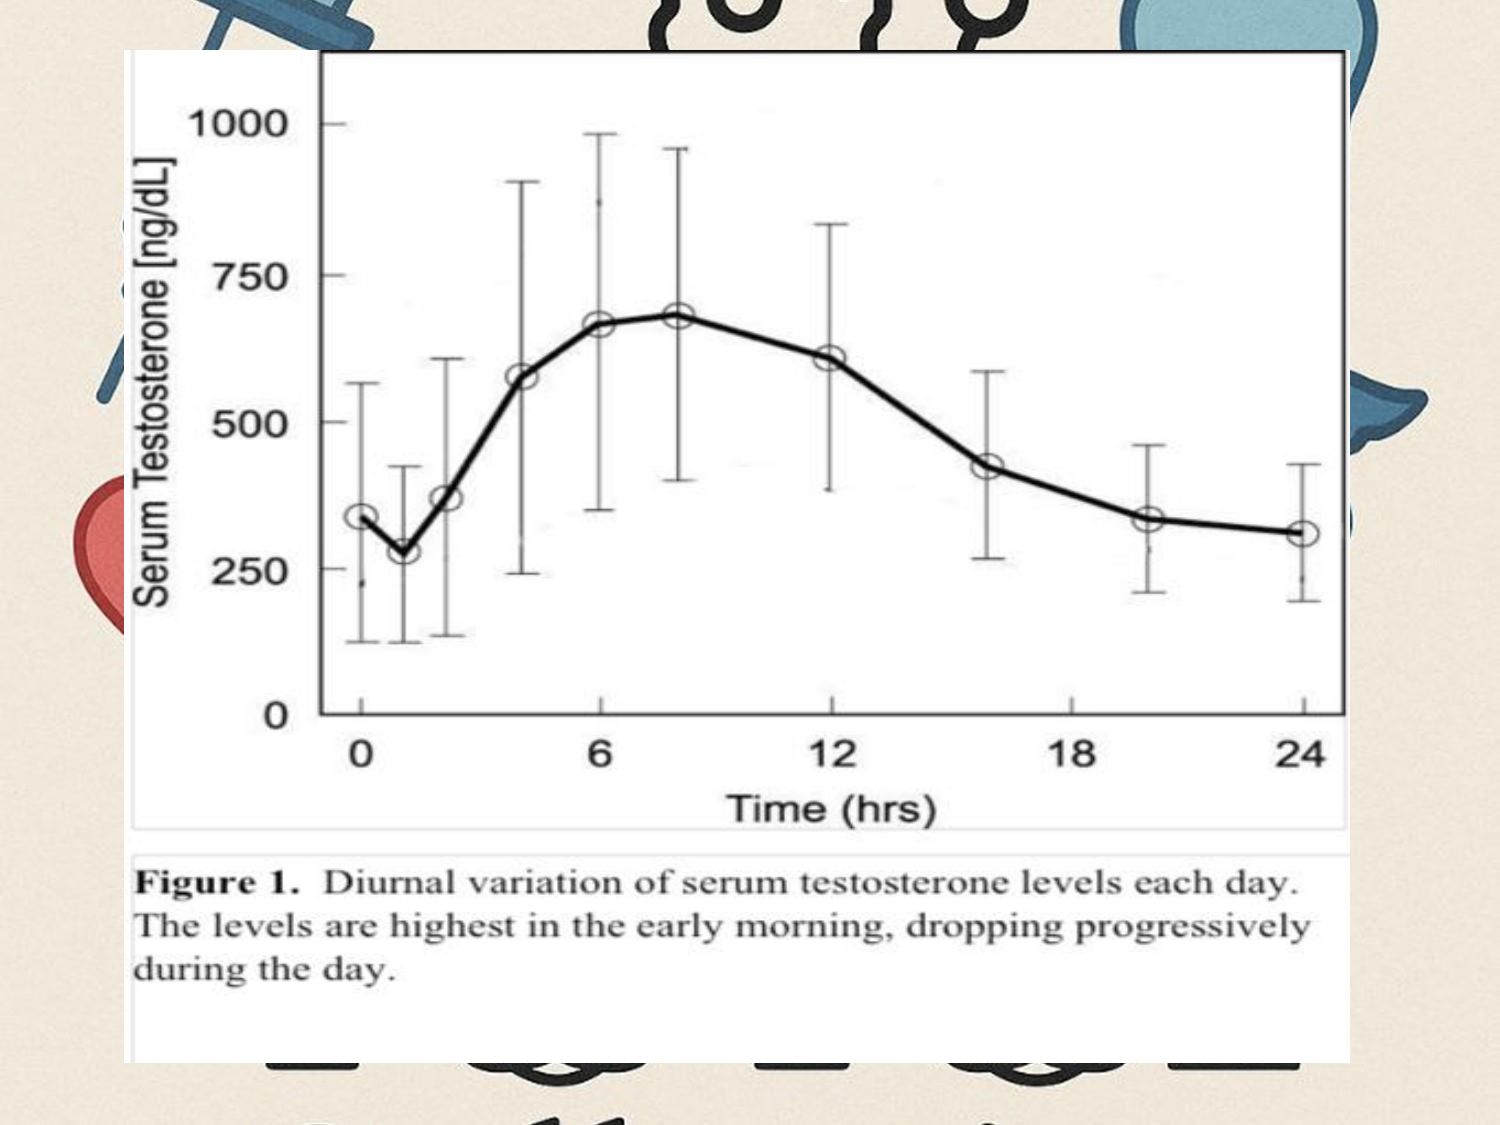 1000
750
500
250
0
Serum Testosterone [ng/dL]
0 6 12 18 24
Time (hrs)
Figure 1. Diurnal variation of serum testosterone levels each day.
The levels are highest in the early morning, dropping progressively
during the day.